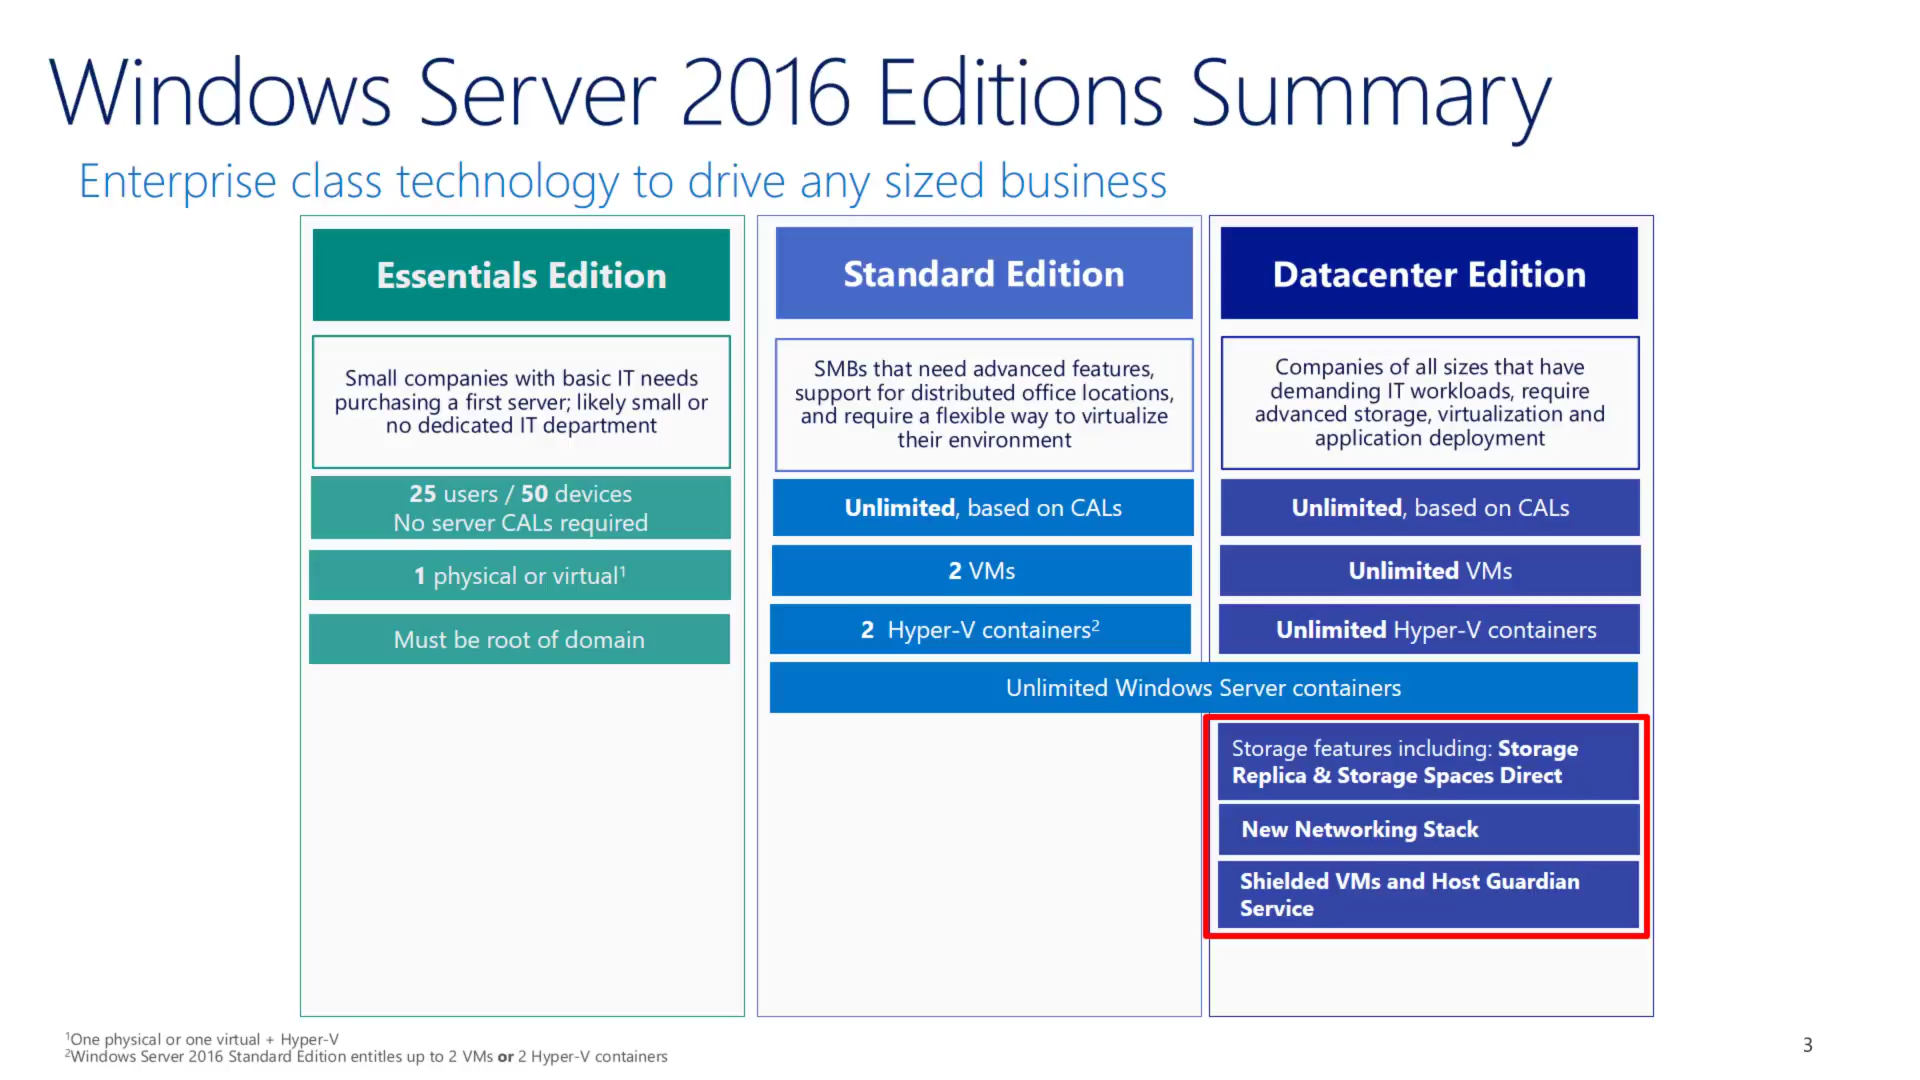 Windows Server 2016 Editions Summary
Enterprise class technology to drive any sized business
Essentials Edition
Small companies with basic IT needs
purchasing a first server; likely small or
no dedicated IT department
25 users / 50 devices
No server CALs required
1 physical or virtual¹
Must be root of domain
Standard Edition
SMBs that need advanced features,
support for distributed office locations,
and require a flexible way to virtualize
their environment
Unlimited, based on CALs
2 VMs
2 Hyper-V containers²
Datacenter Edition
Companies of all sizes that have
demanding IT workloads, require
advanced storage, virtualization and
application deployment
Unlimited, based on CALs
Unlimited VMs
Unlimited Hyper-V containers
Unlimited Windows Server containers
Storage features including: Storage
Replica & Storage Spaces Direct
New Networking Stack
Shielded VMs and Host Guardian
Service
¹One physical or one virtual + Hyper-V
²Windows Server 2016 Standard Edition entitles up to 2 VMs or 2 Hyper-V containers
3